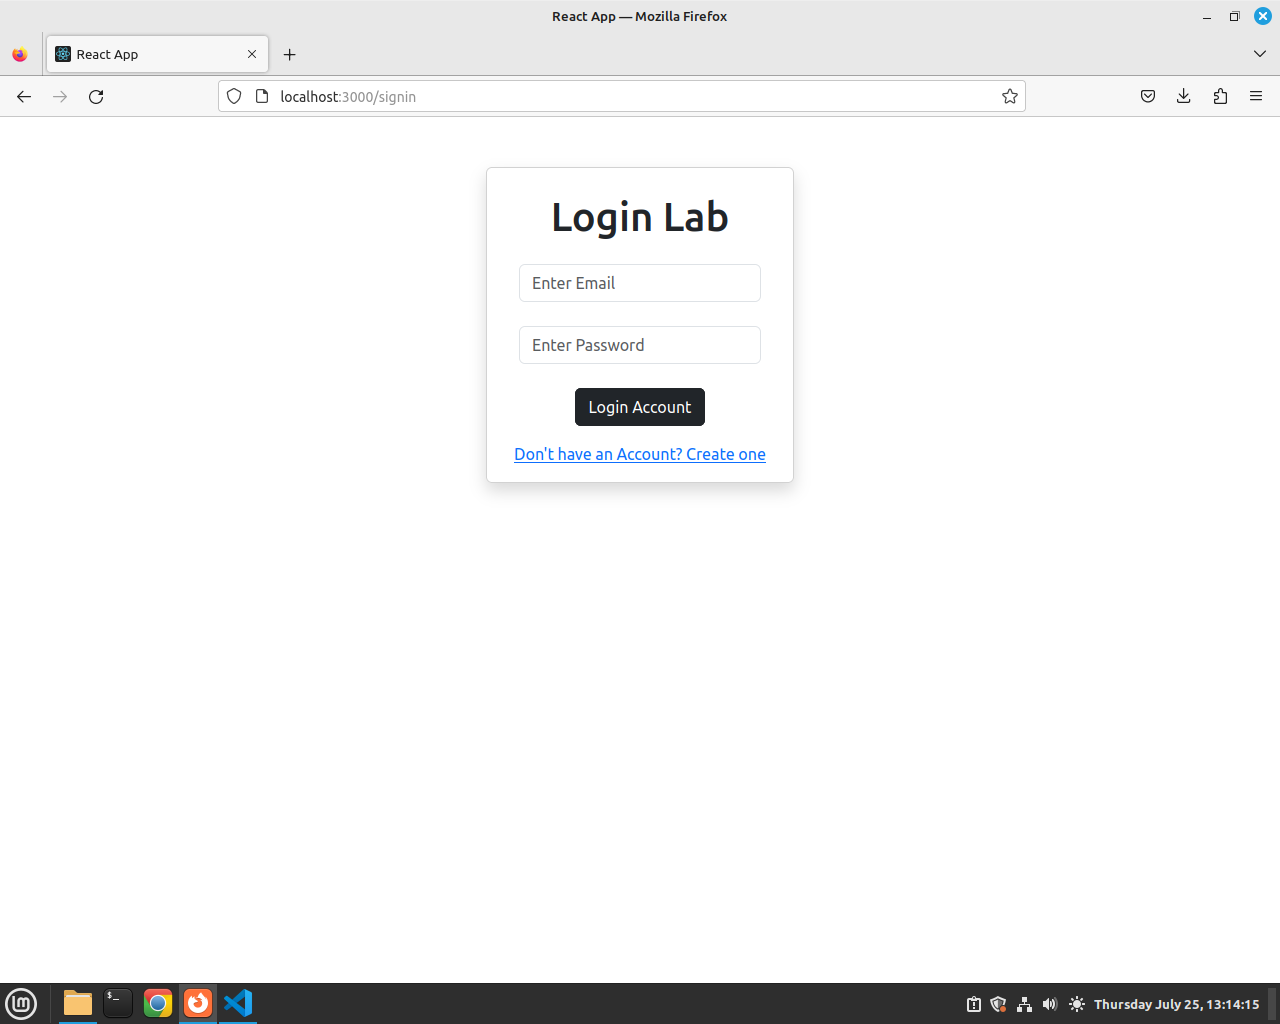 React App — Mozilla Firefox
React App
localhost:3000/signin
Login Lab
Enter Email
Enter Password
Login Account
Don't have an Account? Create one
$_
lm
Thursday July 25, 13:14:15